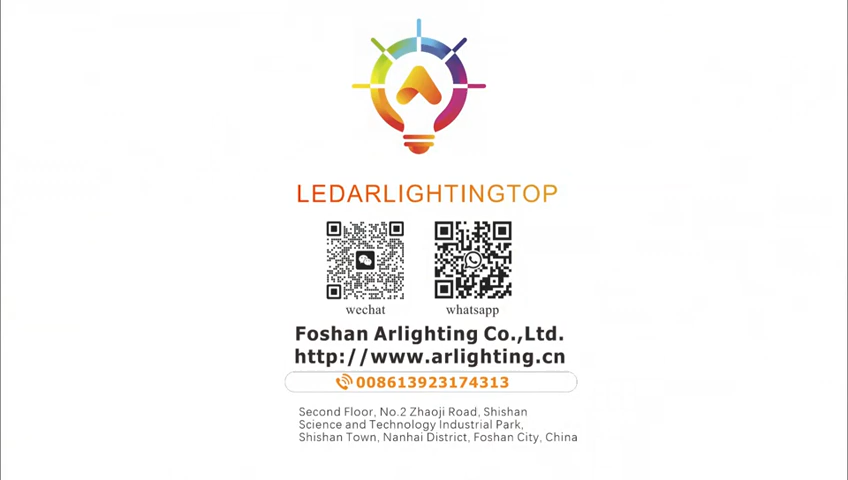 LEDARLIGHTINGTOP
wechat
whatsapp
Foshan Arlighting Co.,Ltd.
http://www.arlighting.cn
008613923174313
Second Floor, No.2 Zhaoji Road, Shishan
Science and Technology Industrial Park,
Shishan Town, Nanhai District, Foshan City, China